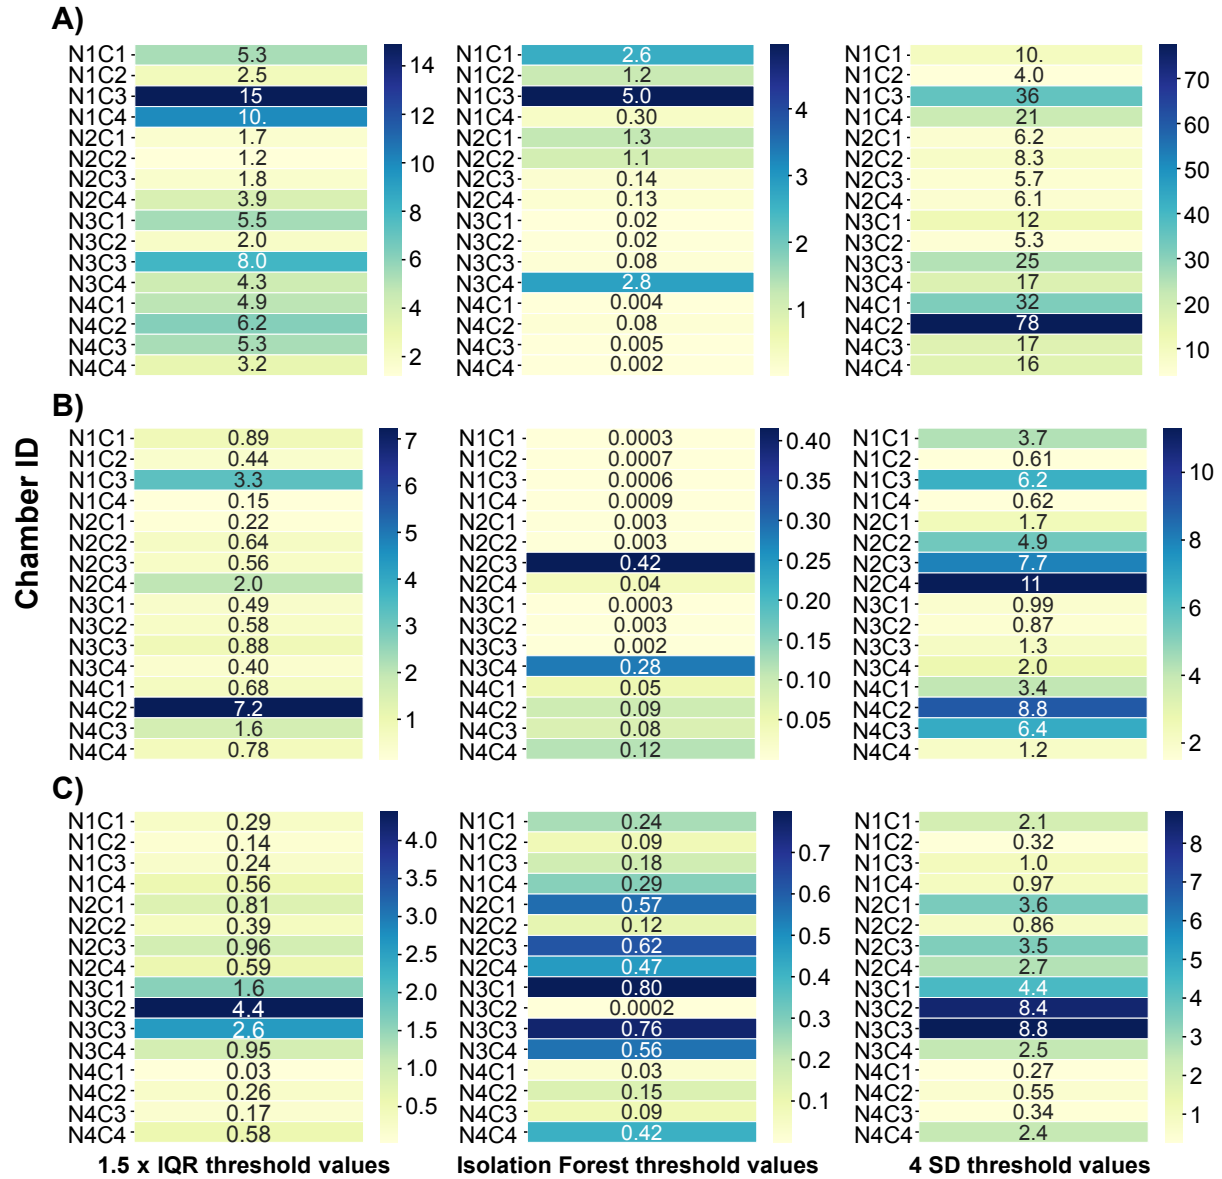 A)
N1C1 5.3
N1C2 2.5
N1C3 15
N1C4 10.
N2C1 1.7
N2C2 1.2
N2C3 1.8
N2C4 3.9
N3C1 5.5
N3C2 2.0
N3C3 8.0
N3C4 4.3
N4C1 4.9
N4C2 6.2
N4C3 5.3
N4C4 3.2
14
12
10
8
6
4
2
N1C1 2.6
N1C2 1.2
N1C3 5.0
N1C4 0.30
N2C1 1.3
N2C2 1.1
N2C3 0.14
N2C4 0.13
N3C1 0.02
N3C2 0.02
N3C3 0.08
N3C4 2.8
N4C1 0.004
N4C2 0.08
N4C3 0.005
N4C4 0.002
4
3
2
1
N1C1 10.
N1C2 4.0
N1C3 36
N1C4 21
N2C1 6.2
N2C2 8.3
N2C3 5.7
N2C4 6.1
N3C1 12
N3C2 5.3
N3C3 25
N3C4 17
N4C1 32
N4C2 78
N4C3 17
N4C4 16
70
60
50
40
30
20
10
Chamber ID
B)
N1C1 0.89
N1C2 0.44
N1C3 3.3
N1C4 0.15
N2C1 0.22
N2C2 0.64
N2C3 0.56
N2C4 2.0
N3C1 0.49
N3C2 0.58
N3C3 0.88
N3C4 0.40
N4C1 0.68
N4C2 7.2
N4C3 1.6
N4C4 0.78
7
6
5
4
3
2
1
N1C1 0.0003
N1C2 0.0007
N1C3 0.0006
N1C4 0.0009
N2C1 0.003
N2C2 0.003
N2C3 0.42
N2C4 0.04
N3C1 0.0003
N3C2 0.003
N3C3 0.002
N3C4 0.28
N4C1 0.05
N4C2 0.09
N4C3 0.08
N4C4 0.12
0.40
0.35
0.30
0.25
0.20
0.15
0.10
0.05
N1C1 3.7
N1C2 0.61
N1C3 6.2
N1C4 0.62
N2C1 1.7
N2C2 4.9
N2C3 7.7
N2C4 11
N3C1 0.99
N3C2 0.87
N3C3 1.3
N3C4 2.0
N4C1 3.4
N4C2 8.8
N4C3 6.4
N4C4 1.2
10
8
6
4
2
C)
N1C1 0.29
N1C2 0.14
N1C3 0.24
N1C4 0.56
N2C1 0.81
N2C2 0.39
N2C3 0.96
N2C4 0.59
N3C1 1.6
N3C2 4.4
N3C3 2.6
N3C4 0.95
N4C1 0.03
N4C2 0.26
N4C3 0.17
N4C4 0.58
4.0
3.5
3.0
2.5
2.0
1.5
1.0
0.5
1.5 x IQR threshold values
N1C1 0.24
N1C2 0.09
N1C3 0.18
N1C4 0.29
N2C1 0.57
N2C2 0.12
N2C3 0.62
N2C4 0.47
N3C1 0.80
N3C2 0.0002
N3C3 0.76
N3C4 0.56
N4C1 0.03
N4C2 0.15
N4C3 0.09
N4C4 0.42
0.7
0.6
0.5
0.4
0.3
0.2
0.1
Isolation Forest threshold values
N1C1 2.1
N1C2 0.32
N1C3 1.0
N1C4 0.97
N2C1 3.6
N2C2 0.86
N2C3 3.5
N2C4 2.7
N3C1 4.4
N3C2 8.4
N3C3 8.8
N3C4 2.5
N4C1 0.27
N4C2 0.55
N4C3 0.34
N4C4 2.4
8
7
6
5
4
3
2
1
4 SD threshold values